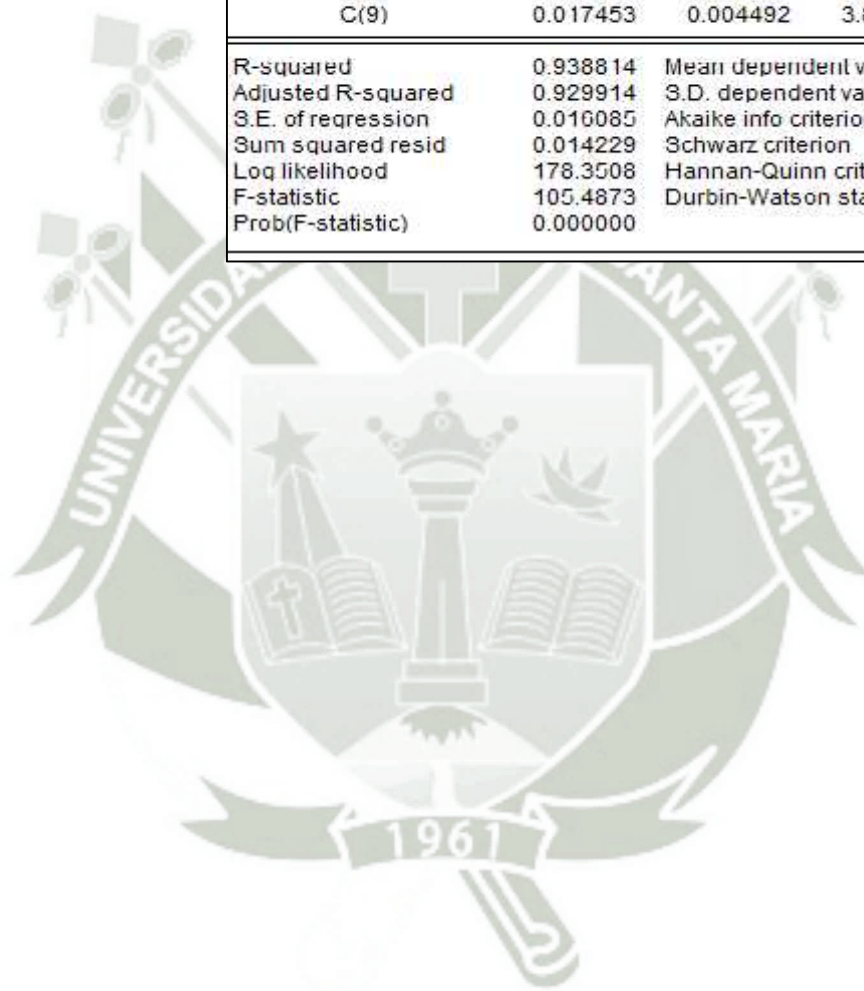 C(9) 0.017453 0.004492 3.
R-squared 0.938814 Mean dependent
Adjusted R-squared 0.929914 S.D. dependent
S.E. of regression 0.016085 Akaike info
Sum squared resid 0.014229 Schwarz criterion
Log likelihood 178.3508 Hannan-Quinn
F-statistic 105.4873 Durbin-Watson
Prob(F-statistic) 0.000000
SANTA MARIA
1961